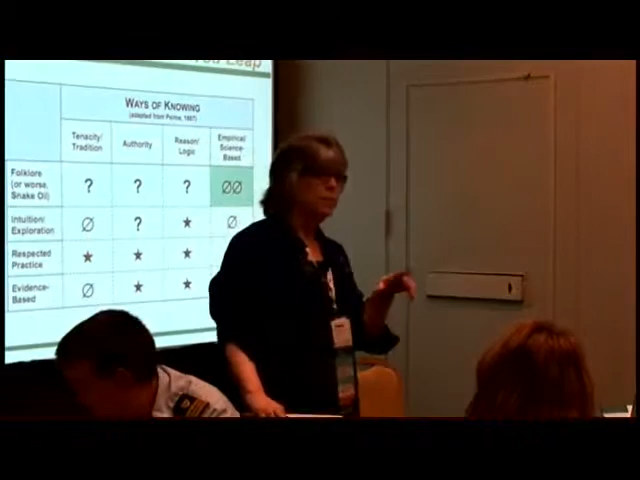 You Leap
WAYS OF KNOWING
(adapted from Peirce, 1887)
Tenacity/ Authority Reason/ Empirical/
Tradition Logic Science-
Based
Folklore
(or worse, ? ? ? ∅∅
Snake Oil)
Intuition/ ∅ ? ★ ∅
Exploration
Respected ★ ★ ★
Practice
Evidence- ∅ ★ ★
Based